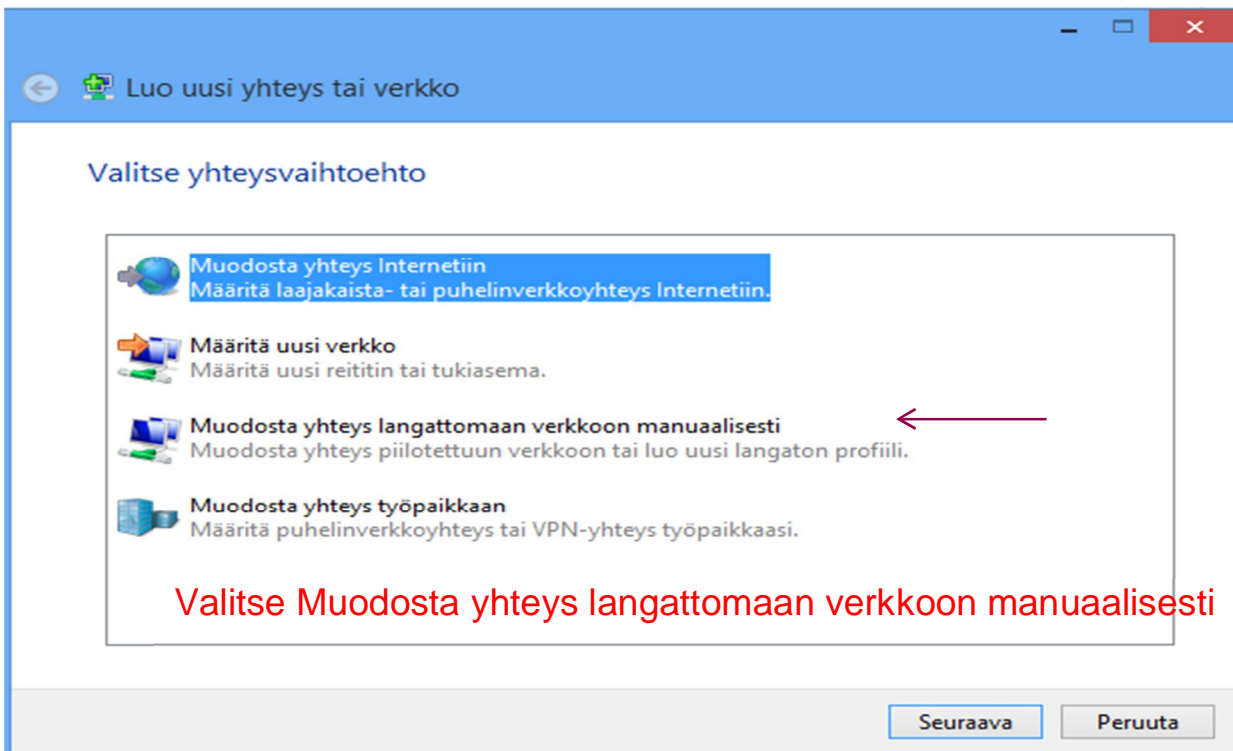 Luo uusi yhteys tai verkko
Valitse yhteysvaihtoehto
Muodosta yhteys Internetiin
Määritä laajakaista- tai puhelinverkkoyhteys Internetiin.
Määritä uusi verkko
Määritä uusi reititin tai tukiasema.
Muodosta yhteys langattomaan verkkoon manuaalisesti
Muodosta yhteys piilotettuun verkkoon tai luo uusi langaton profiili.
Muodosta yhteys työpaikkaan
Määritä puhelinverkkoyhteys tai VPN-yhteys työpaikkaasi.
Valitse Muodosta yhteys langattomaan verkkoon manuaalisesti
Seuraava
Peruuta